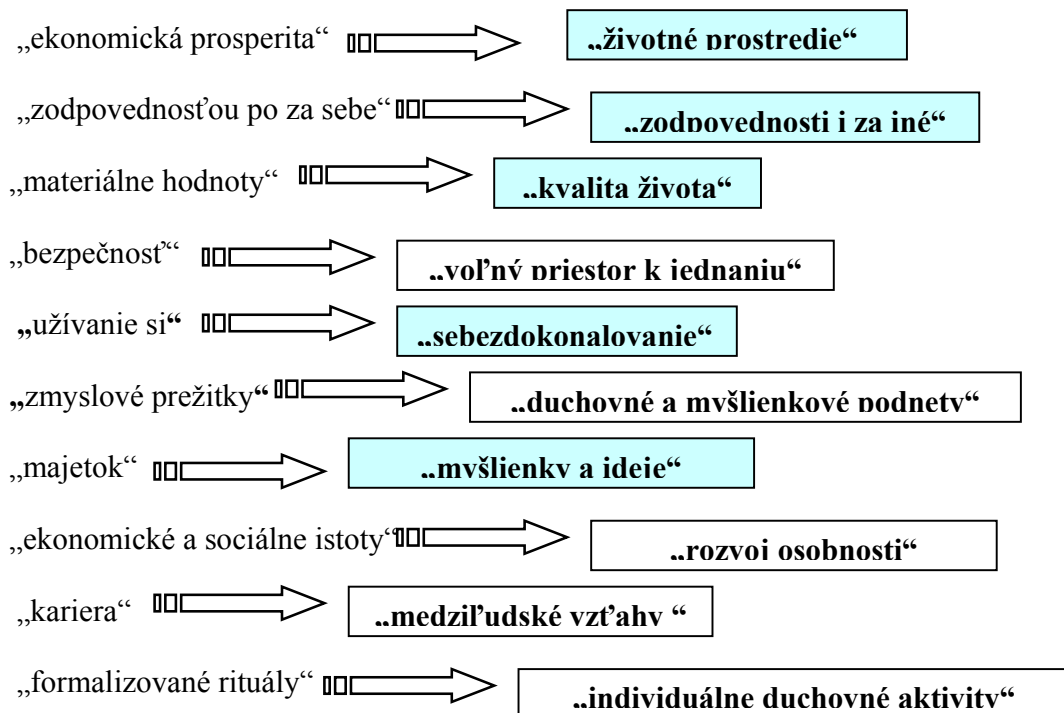 „ekonomická prosperita“ „životné prostredie“
„zodpovednosťou po za sebe“ „zodpovednosti i za iné“
„materiálne hodnoty“ „kvalita života“
„bezpečnosť“ „voľný priestor k jednaniu“
„užívanie si“ „sebezdokonalovanie“
„zmyslové prežitky“ „duchovné a myšlienkové podnety“
„majetok“ „myšlienky a ideje“
„ekonomické a sociálne istoty“ „rozvoj osobnosti“
„kariera“ „medziľudské vzťahy “
„formalizované rituály“ „individuálne duchovné aktivity“